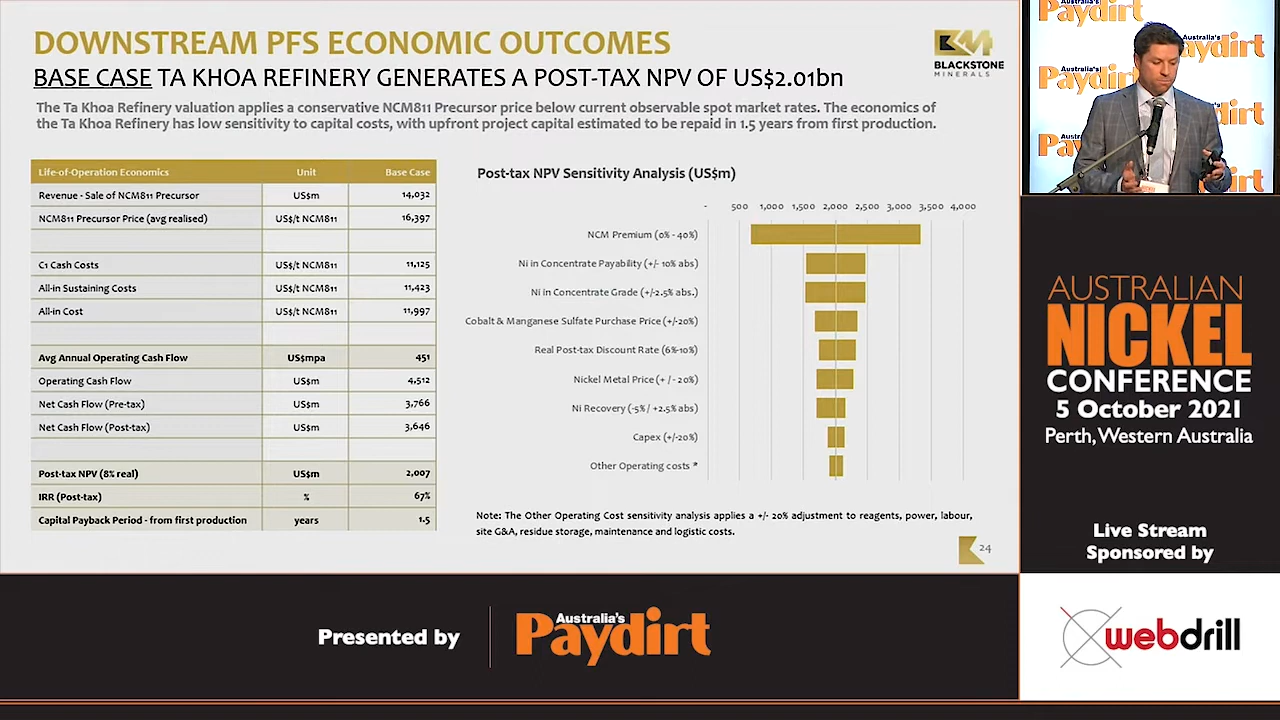 DOWNSTREAM PFS ECONOMIC OUTCOMES
BASE CASE TA KHOA REFINERY GENERATES A POST-TAX NPV OF US$2.01bn
BLACKSTONE
MINERALS
The Ta Khoa Refinery valuation applies a conservative NCM811 Precursor price below current observable spot market rates. The economics of
the Ta Khoa Refinery has low sensitivity to capital costs, with upfront project capital estimated to be repaid in 1.5 years from first production.
Life-of-Operation Economics Unit Base Case
Revenue - Sale of NCM811 Precursor US$m 14,032
NCM811 Precursor Price (avg realised) US$/t NCM811 16,397
C1 Cash Costs US$/t NCM811 11,125
All-in Sustaining Costs US$/t NCM811 11,423
All-in Cost US$/t NCM811 11,997
Avg Annual Operating Cash Flow US$mpa 451
Operating Cash Flow US$m 4,512
Net Cash Flow (Pre-tax) US$m 3,766
Net Cash Flow (Post-tax) US$m 3,646
Post-tax NPV (8% real) US$m 2,007
IRR (Post-tax) % 67%
Capital Payback Period - from first production years 1.5
Post-tax NPV Sensitivity Analysis (US$m)
- 500 1,000 1,500 2,000 2,500 3,000 3,500 4,000
NCM Premium (0% - 40%)
Ni in Concentrate Payability (+/- 10% abs)
Ni in Concentrate Grade (+/-2.5% abs.)
Cobalt & Manganese Sulfate Purchase Price (+/-20%)
Real Post-tax Discount Rate (6%-10%)
Nickel Metal Price (+ / - 20%)
Ni Recovery (-5% / +2.5% abs)
Capex (+/-20%)
Other Operating costs *
Note: The Other Operating Cost sensitivity analysis applies a +/- 20% adjustment to reagents, power, labour,
site G&A, residue storage, maintenance and logistic costs.
24
Paydirt
Australia's
Paydirt
Australia's
Paydirt
AUSTRALIAN
NICKEL
CONFERENCE
5 October 2021
Perth, Western Australia
Live Stream
Sponsored by
webdrill
Presented by
Australia's
Paydirt